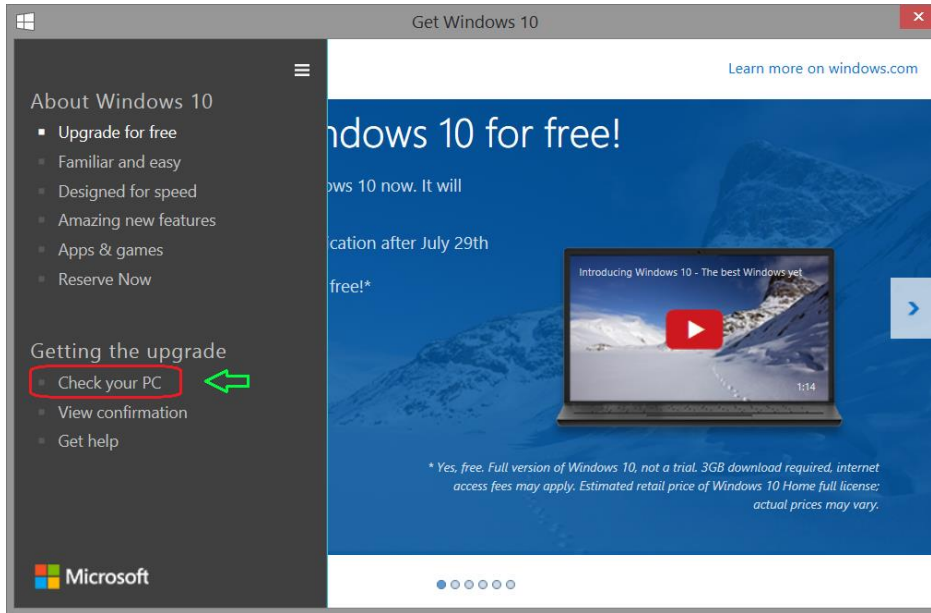 Get Windows 10
Learn more on windows.com
About Windows 10
Upgrade for free
Familiar and easy
Designed for speed
Amazing new features
Apps & games
Reserve Now
Getting the upgrade
Check your PC
View confirmation
Get help
Microsoft
ndows 10 for free!
ows 10 now. It will
ication after July 29th
free!*
Introducing Windows 10 - The best Windows yet
1:14
* Yes, free. Full version of Windows 10, not a trial. 3GB download required, internet
access fees may apply. Estimated retail price of Windows 10 Home full license;
actual prices may vary.